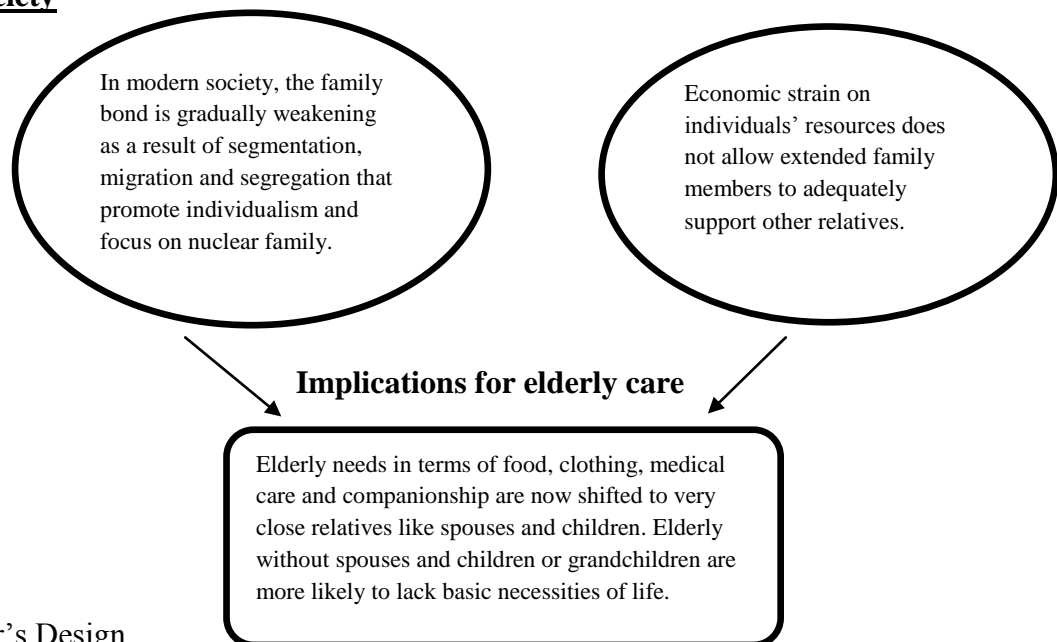 In modern society, the family
bond is gradually weakening
as a result of segmentation,
migration and segregation that
promote individualism and
focus on nuclear family.
Economic strain on
individuals’ resources does
not allow extended family
members to adequately
support other relatives.
Implications for elderly care
Elderly needs in terms of food, clothing, medical
care and companionship are now shifted to very
close relatives like spouses and children. Elderly
without spouses and children or grandchildren are
more likely to lack basic necessities of life.
’s Design